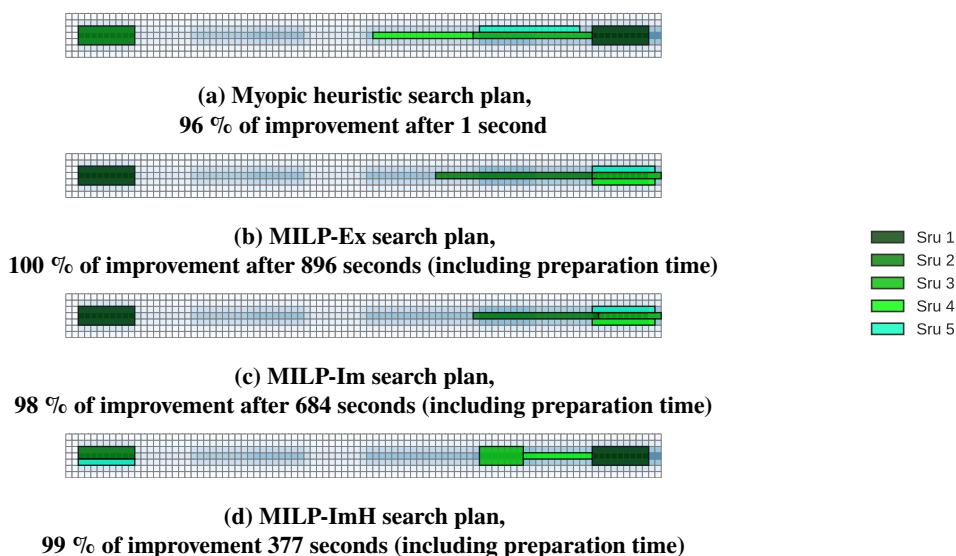 (a) Myopic heuristic search plan,
96 % of improvement after 1 second
(b) MILP-Ex search plan,
100 % of improvement after 896 seconds (including preparation time)
Sru 1
Sru 2
Sru 3
Sru 4
Sru 5
(c) MILP-Im search plan,
98 % of improvement after 684 seconds (including preparation time)
(d) MILP-ImH search plan,
99 % of improvement 377 seconds (including preparation time)